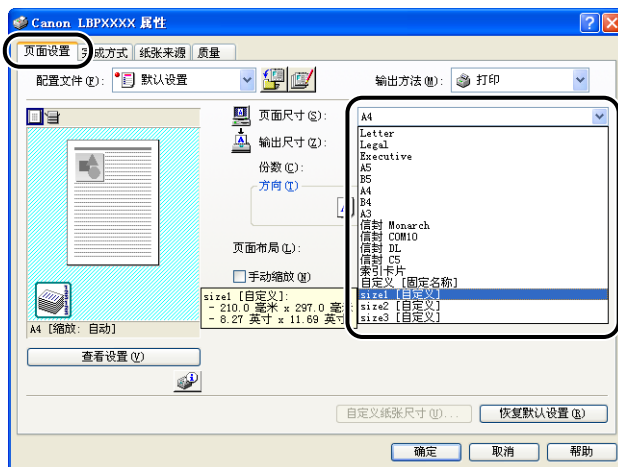 Canon LBPXXXX 属性
页面设置 完成方式 纸张来源 质量
配置文件(F): 默认设置 输出方法(M): 打印
页面尺寸(S): A4
输出尺寸(Z):
份数(C):
方向(T)
页面布局(L):
手动缩放(N)
Letter
Legal
Executive
A5
B5
A4
B4
A3
信封 Monarch
信封 COM10
信封 DL
信封 C5
索引卡片
自定义 [固定名称]
size1 [自定义]
size2 [自定义]
size3 [自定义]
size1 [自定义]:
- 210.0 毫米 x 297.0 毫
- 8.27 英寸 x 11.69 英寸
A4 [缩放: 自动]
查看设置(V)
自定义纸张尺寸(U)... 恢复默认设置(R)
确定 取消 帮助